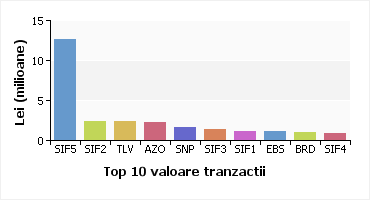 Lei (milioane)
15
10
5
0
SIF5 SIF2 TLV AZO SNP SIF3 SIF1 EBS BRD SIF4
Top 10 valoare tranzactii